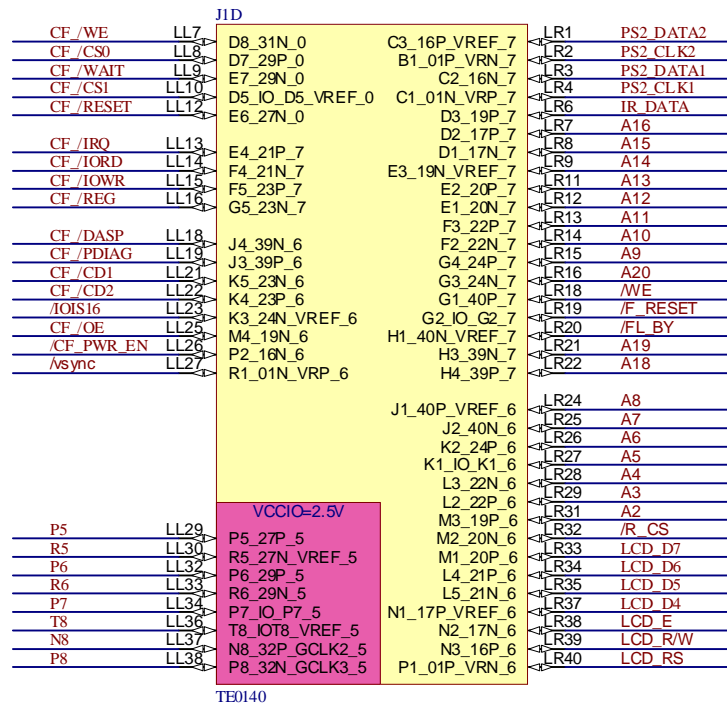 J1D
CF_/WE LL7 D8_31N_0 C3_16P_VREF_7 LR1 PS2_DATA2
CF_/CS0 LL8 D7_29P_0 B1_01P_VRN_7 LR2 PS2_CLK2
CF_/WAIT LL9 E7_29N_0 C2_16N_7 LR3 PS2_DATA1
CF_/CS1 LL10 D5_IO_D5_VREF_0 C1_01N_VRP_7 LR4 PS2_CLK1
CF_/RESET LL12 E6_27N_0 D3_19P_7 LR6 IR_DATA
D2_17P_7 LR7 A16
CF_/IRQ LL13 E4_21P_7 D1_17N_7 LR8 A15
CF_/IORD LL14 F4_21N_7 E3_19N_VREF_7 LR9 A14
CF_/IOWR LL15 F5_23P_7 E2_20P_7 LR11 A13
CF_/REG LL16 G5_23N_7 E1_20N_7 LR12 A12
F3_22P_7 LR13 A11
CF_/DASP LL18 J4_39N_6 F2_22N_7 LR14 A10
CF_/PDIAG LL19 J3_39P_6 G4_24P_7 LR15 A9
CF_/CD1 LL21 K5_23N_6 G3_24N_7 LR16 A20
CF_/CD2 LL22 K4_23P_6 G1_40P_7 LR18 /WE
/IOIS16 LL23 K3_24N_VREF_6 G2_IO_G2_7 LR19 /F_RESET
CF_/OE LL25 M4_19N_6 H1_40N_VREF_7 LR20 /FL_BY
/CF_PWR_EN LL26 P2_16N_6 H3_39N_7 LR21 A19
/vsync LL27 R1_01N_VRP_6 H4_39P_7 LR22 A18
J1_40P_VREF_6 LR24 A8
J2_40N_6 LR25 A7
K2_24P_6 LR26 A6
K1_IO_K1_6 LR27 A5
L3_22N_6 LR28 A4
L2_22P_6 LR29 A3
VCCIO=2.5V M3_19P_6 LR31 A2
P5 LL29 P5_27P_5 M2_20N_6 LR32 /R_CS
R5 LL30 R5_27N_VREF_5 M1_20P_6 LR33 LCD_D7
P6 LL32 P6_29P_5 L4_21P_6 LR34 LCD_D6
R6 LL33 R6_29N_5 L5_21N_6 LR35 LCD_D5
P7 LL34 P7_IO_P7_5 N1_17P_VREF_6 LR37 LCD_D4
T8 LL36 T8_IOT8_VREF_5 N2_17N_6 LR38 LCD_E
N8 LL37 N8_32P_GCLK2_5 N3_16P_6 LR39 LCD_R/W
P8 LL38 P8_32N_GCLK3_5 P1_01P_VRN_6 LR40 LCD_RS
TE0140